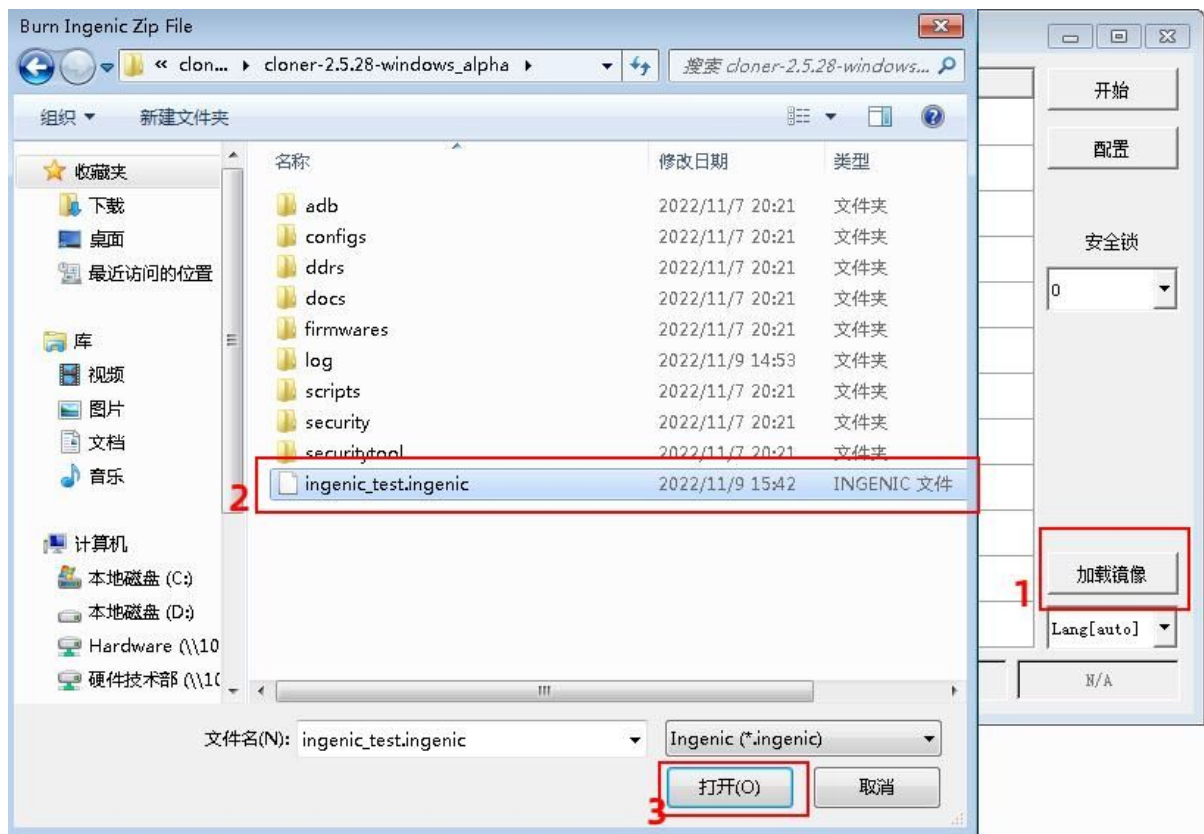 Burn Ingenic Zip File
« clon... ▸ cloner-2.5.28-windows_alpha ▸
搜索 cloner-2.5.28-windows...
组织 ▼ 新建文件夹
名称 修改日期 类型
收藏夹
下载
桌面
最近访问的位置
库
视频
图片
文档
音乐
计算机
本地磁盘 (C:)
本地磁盘 (D:)
Hardware (\\10
硬件技术部 (\\10
adb 2022/11/7 20:21 文件夹
configs 2022/11/7 20:21 文件夹
ddrs 2022/11/7 20:21 文件夹
docs 2022/11/7 20:21 文件夹
firmwares 2022/11/7 20:21 文件夹
log 2022/11/9 14:53 文件夹
scripts 2022/11/7 20:21 文件夹
security 2022/11/7 20:21 文件夹
securitytool 2022/11/7 20:21 文件夹
2 ingenic_test.ingenic 2022/11/9 15:42 INGENIC 文件
文件名(N): ingenic_test.ingenic Ingenic (*.ingenic)
3 打开(O) 取消
开始
配置
安全锁
0
1 加载镜像
Lang[auto]
N/A